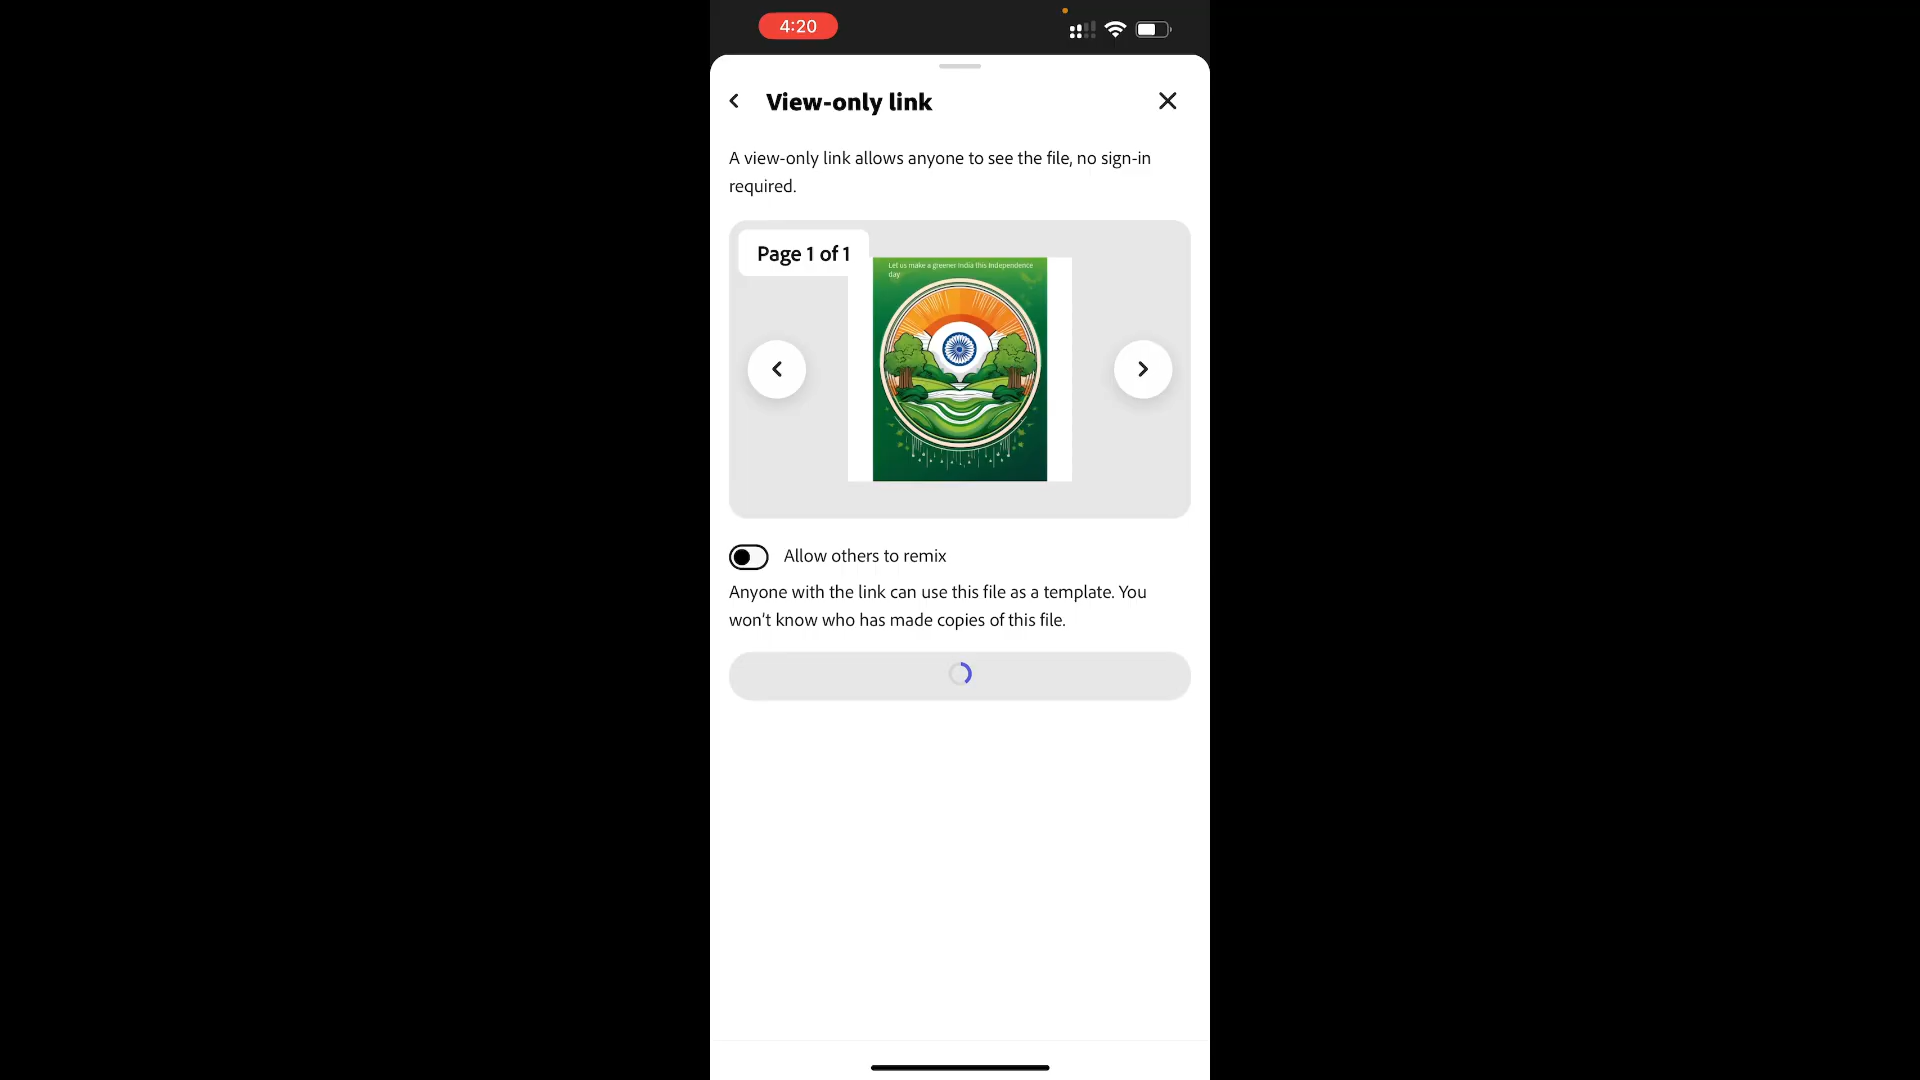 4:20
View-only link
A view-only link allows anyone to see the file, no sign-in
required.
Page 1 of 1
Let us make a greener India this Independence
day
Allow others to remix
Anyone with the link can use this file as a template. You
won't know who has made copies of this file.